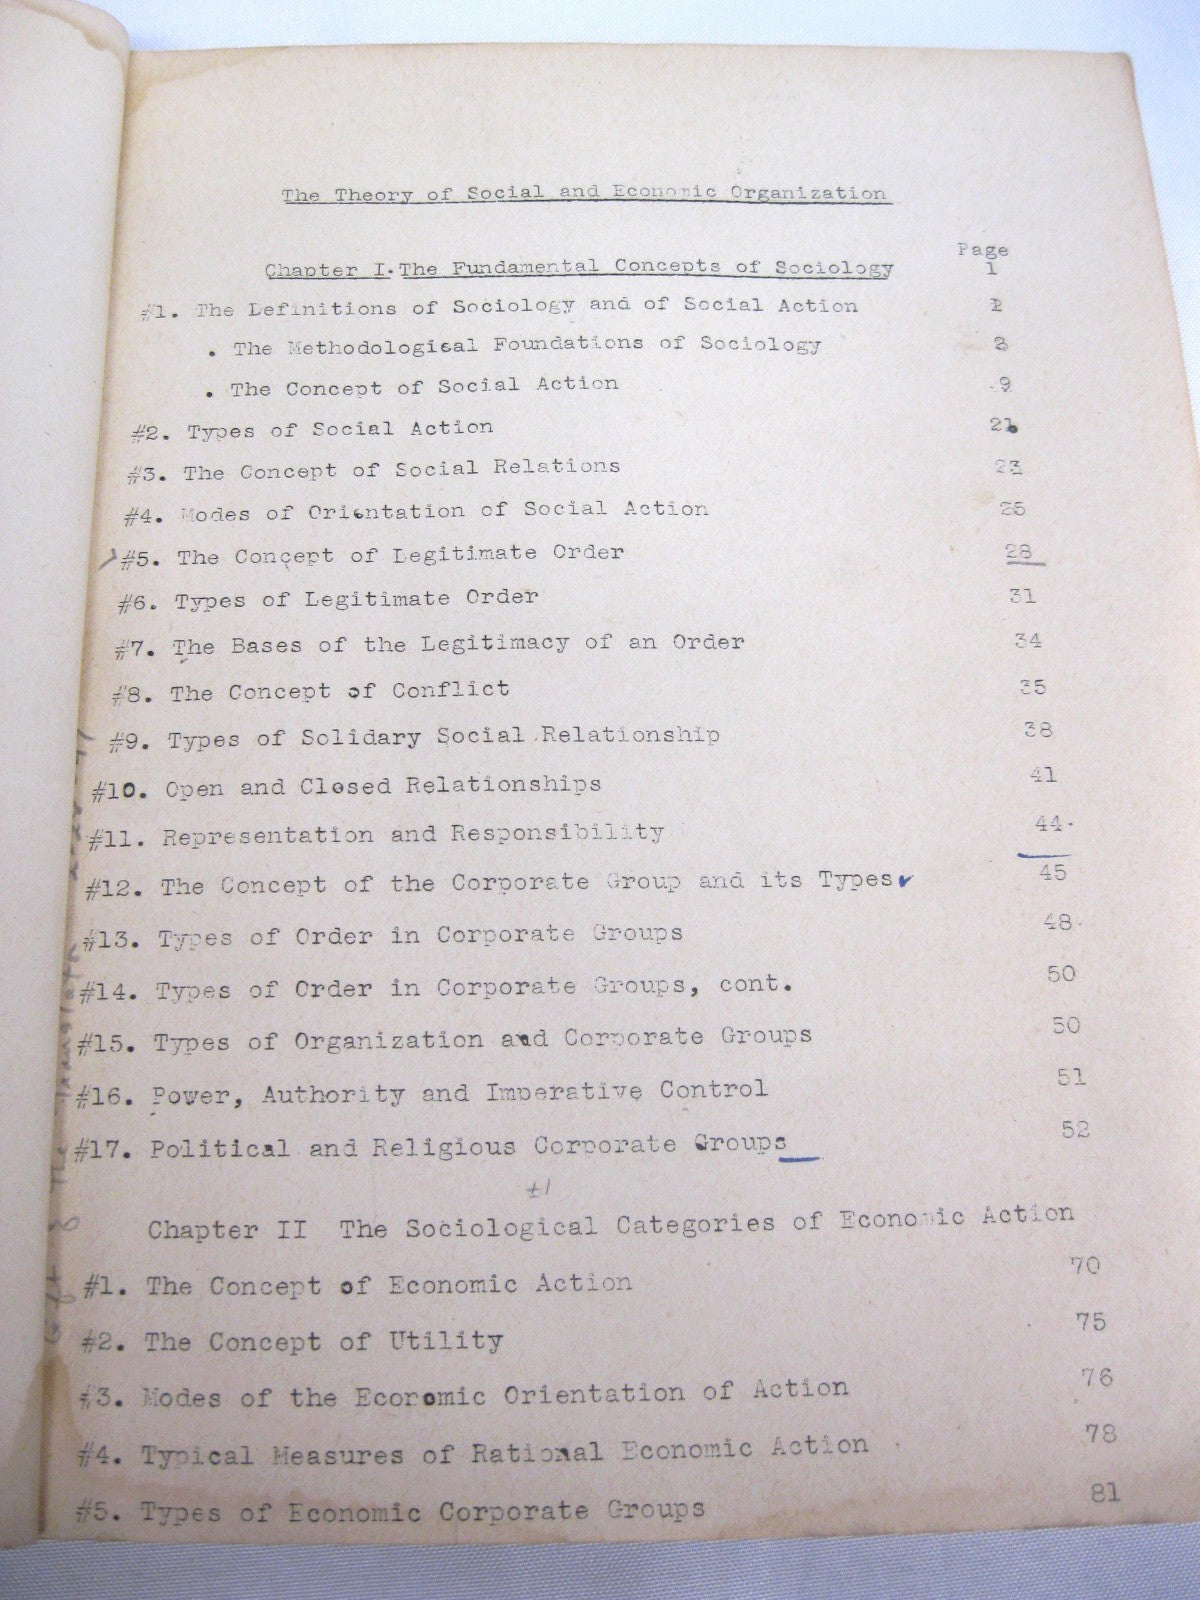 The Theory of Social and Economic Organization
Page
Chapter I. The Fundamental Concepts of Sociology 1
#1. The Definitions of Sociology and of Social Action 1
. The Methodological Foundations of Sociology
. The Concept of Social Action 9
#2. Types of Social Action 21
#3. The Concept of Social Relations 23
#4. Modes of Orientation of Social Action
#5. The Concept of Legitimate Order 28
#6. Types of Legitimate Order 31
#7. The Bases of the Legitimacy of an Order 34
#8. The Concept of Conflict 35
#9. Types of Solidary Social Relationship 38
#10. Open and Closed Relationships 41
#11. Representation and Responsibility 44
#12. The Concept of the Corporate Group and its Types 45
#13. Types of Order in Corporate Groups 48
#14. Types of Order in Corporate Groups, cont. 50
#15. Types of Organization and Corporate Groups 50
#16. Power, Authority and Imperative Control 51
#17. Political and Religious Corporate Groups 52
Chapter II The Sociological Categories of Economic Action
#1. The Concept of Economic Action 70
#2. The Concept of Utility 75
#3. Modes of the Economic Orientation of Action 76
#4. Typical Measures of Rational Economic Action 78
#5. Types of Economic Corporate Groups 81